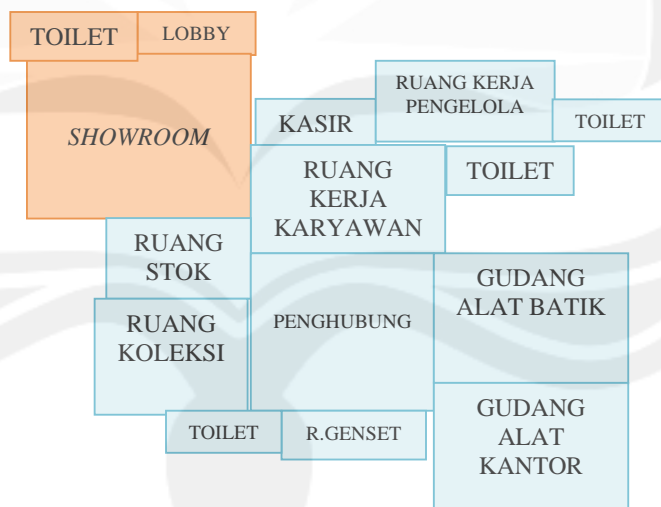 TOILET
LOBBY
SHOWROOM
RUANG KERJA
PENGELOLA
KASIR
TOILET
RUANG
KERJA
KARYAWAN
TOILET
RUANG
STOK
GUDANG
ALAT BATIK
RUANG
KOLEKSI
PENGHUBUNG
GUDANG
ALAT
KANTOR
TOILET
R.GENSET